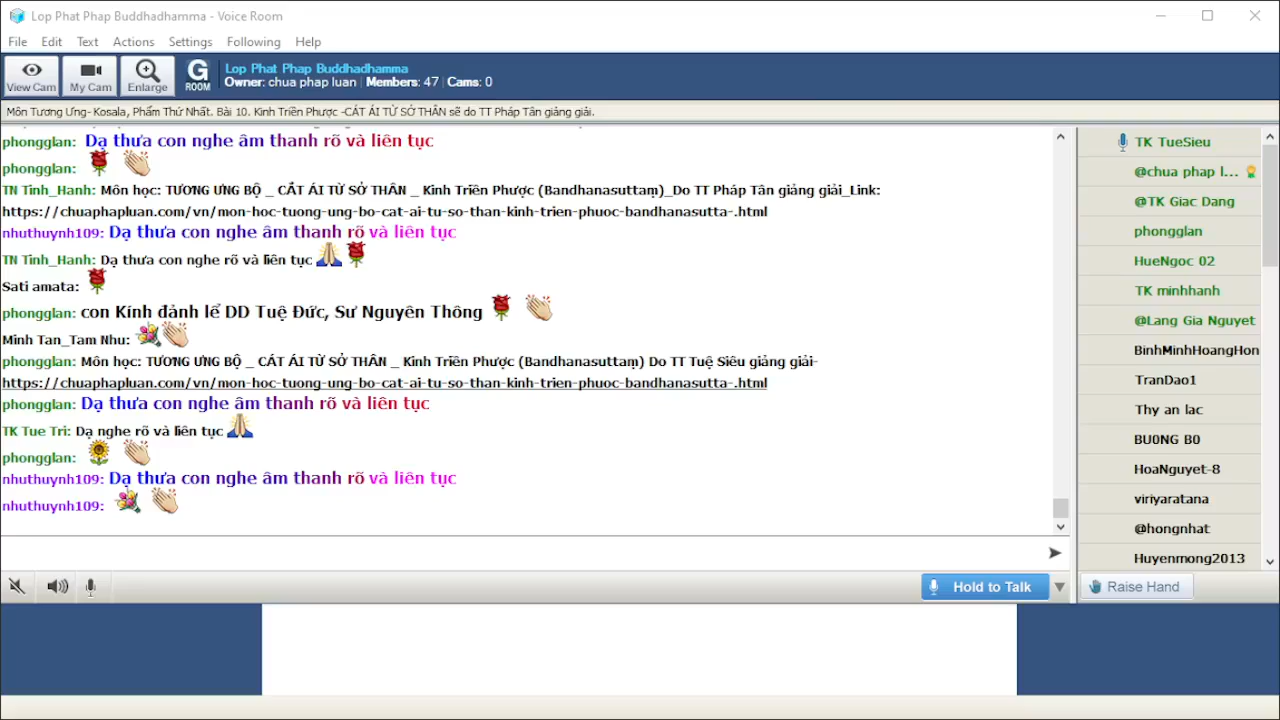 Lop Phat Phap Buddhadhamma - Voice Room
File Edit Text Actions Settings Following Help
View Cam My Cam Enlarge G ROOM
Lop Phat Phap Buddhadhamma
Owner: chua phap luan | Members: 47 | Cams: 0
Môn Tương Ưng- Kosala, Phẩm Thứ Nhất. Bài 10. Kinh Triền Phược -CÁT ÁI TỪ SỞ THÂN sẽ do TT Pháp Tân giảng giải.
phongglan: Dạ thưa con nghe âm thanh rõ và liên tục
phongglan:
TN Tinh_Hanh: Môn học: TƯƠNG ƯNG BỘ _ CẮT ÁI TỪ SỞ THÂN _ Kinh Triền Phược (Bandhanasuttaṃ)_Do TT Pháp Tân giảng giải_Link:
https://chuaphapluan.com/vn/mon-hoc-tuong-ung-bo-cat-ai-tu-so-than-kinh-trien-phuoc-bandhanasutta-.html
nhuthuynh109: Dạ thưa con nghe âm thanh rõ và liên tục
TN Tinh_Hanh: Dạ thưa con nghe rõ và liên tục
Sati amata:
phongglan: con Kính đảnh lể DD Tuệ Đức, Sư Nguyên Thông
Minh Tan_Tam Nhu:
phongglan: Môn học: TƯƠNG ƯNG BỘ _ CÁT ÁI TỪ SỞ THÂN _ Kinh Triền Phược (Bandhanasuttaṃ) Do TT Tuệ Siêu giảng giải-
https://chuaphapluan.com/vn/mon-hoc-tuong-ung-bo-cat-ai-tu-so-than-kinh-trien-phuoc-bandhanasutta-.html
phongglan: Dạ thưa con nghe âm thanh rõ và liên tục
TK Tue Tri: Dạ nghe rõ và liên tục
phongglan:
nhuthuynh109: Dạ thưa con nghe âm thanh rõ và liên tục
nhuthuynh109:
TK TueSieu
@chua phap l...
@TK Giac Dang
phongglan
HueNgoc 02
TK minhhanh
@Lang Gia Nguyet
BinhMinhHoangHon
TranDao1
Thy an lac
BU0NG B0
HoaNguyet-8
viriyaratana
@hongnhat
Huyenmong2013
Hold to Talk
Raise Hand